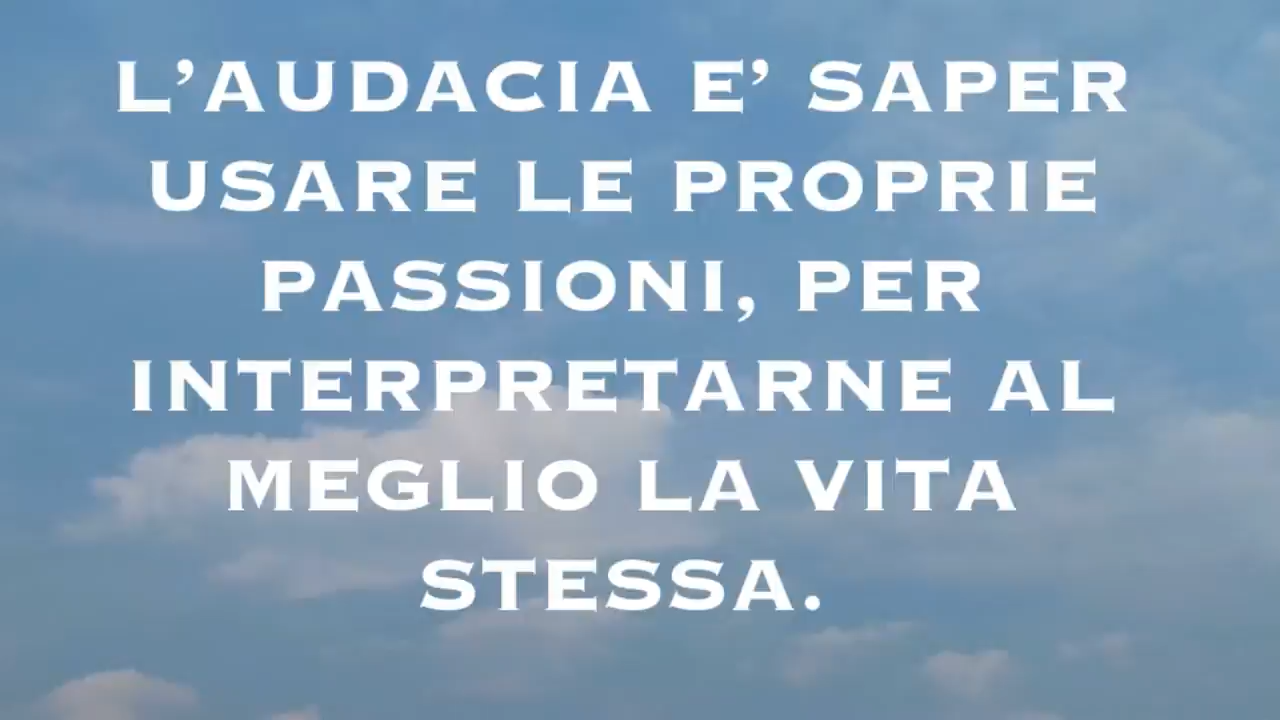 L’AUDACIA E’ SAPER
USARE LE PROPRIE
PASSIONI, PER
INTERPRETARNE AL
MEGLIO LA VITA
STESSA.